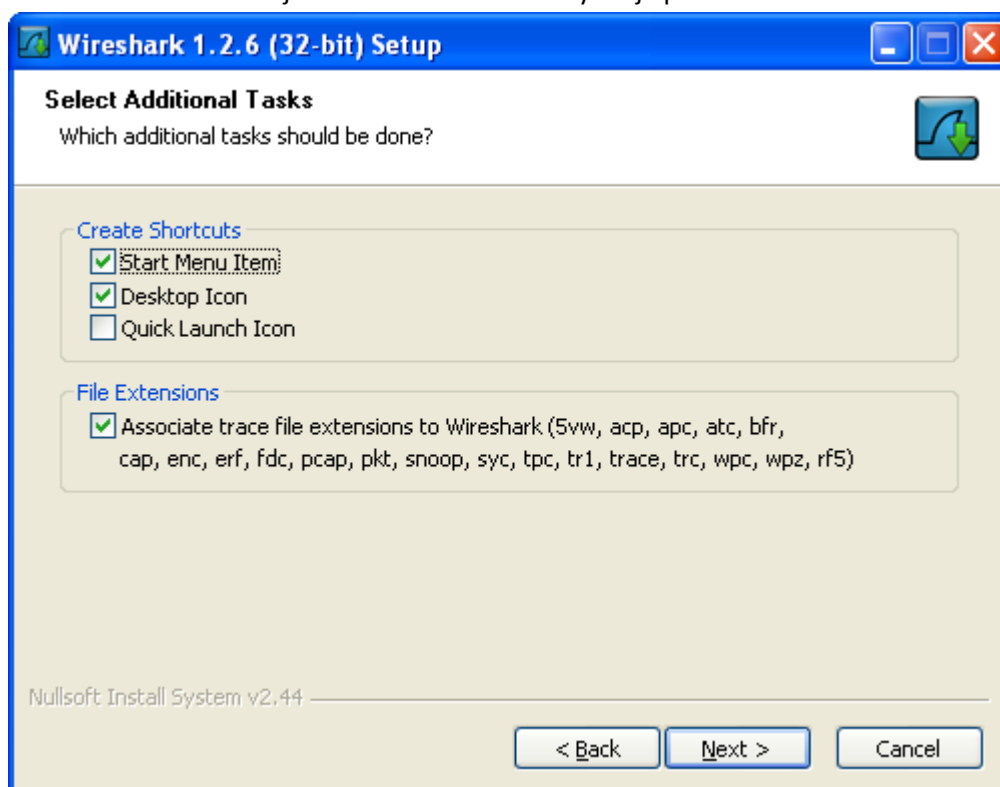 Wireshark 1.2.6 (32-bit) Setup
Select Additional Tasks
Which additional tasks should be done?
Create Shortcuts
Start Menu Item
Desktop Icon
Quick Launch Icon
File Extensions
Associate trace file extensions to Wireshark (5vw, acp, apc, atc, bfr,
cap, enc, erf, fdc, pcap, pkt, snoop, syc, tpc, tr1, trace, trc, wpc, wpz, rf5)
Nullsoft Install System v2.44
< Back Next > Cancel